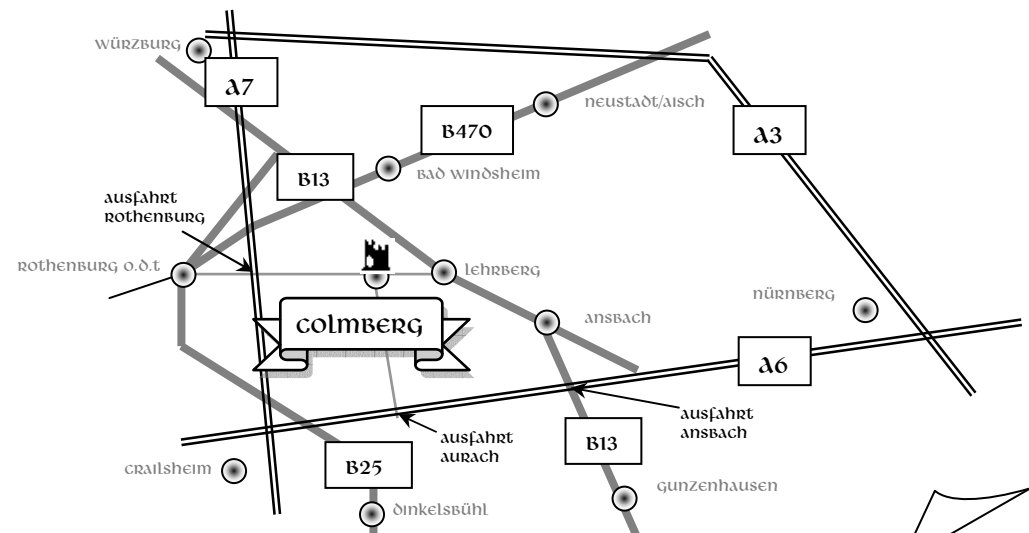 WÜRZBURG
A7
NEUSTADT/AISCH
B470
A3
BAD WINDSHEIM
B13
AUSFAHRT
ROTHENBURG
ROTHENBURG O.D.T
LEHRBERG
NÜRNBERG
COLMBERG
ANSBACH
A6
AUSFAHRT
ANSBACH
AUSFAHRT
AURACH
B13
CRAILSHEIM
B25
GUNZENHAUSEN
DINKELSBÜHL